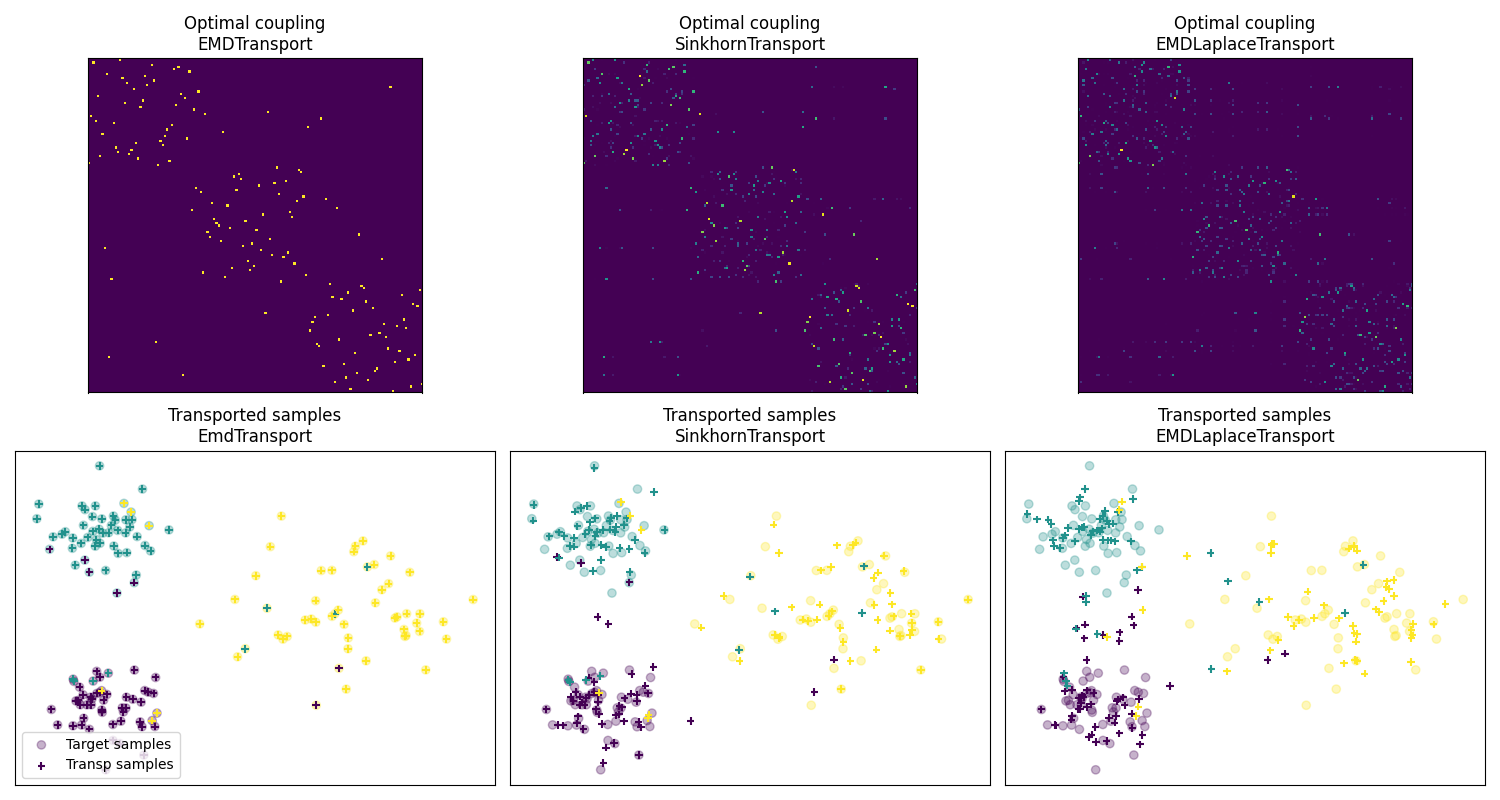 Optimal coupling
EMDTransport
Optimal coupling
SinkhornTransport
Optimal coupling
EMDLaplaceTransport
Transported samples
EmdTransport
Transported samples
SinkhornTransport
Transported samples
EMDLaplaceTransport
Target samples
Transp samples